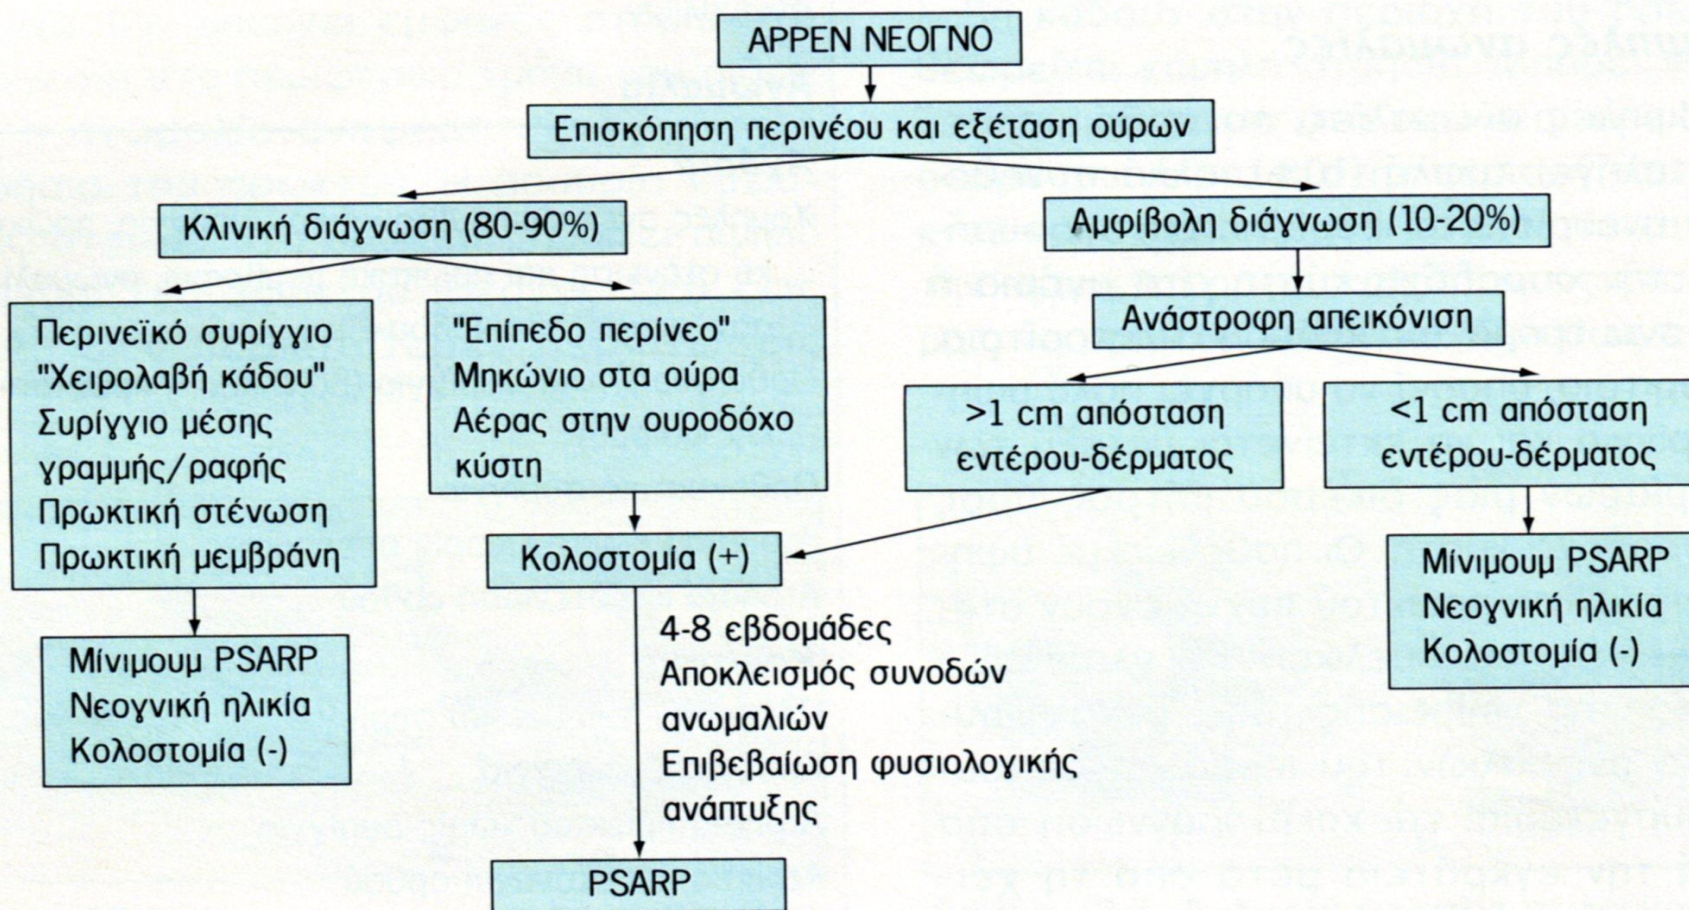 ΑΡΡΕΝ ΝΕΟΓΝΟ
Επισκόπηση περινέου και εξέταση ούρων
Κλινική διάγνωση (80-90%)
Αμφίβολη διάγνωση (10-20%)
Περινεϊκό συρίγγιο
"Χειρολαβή κάδου"
Συρίγγιο μέσης
γραμμής/ραφής
Πρωκτική στένωση
Πρωκτική μεμβράνη
"Επίπεδο περίνεο"
Μηκώνιο στα ούρα
Αέρας στην ουροδόχο
κύστη
Ανάστροφη απεικόνιση
>1 cm απόσταση
εντέρου-δέρματος
<1 cm απόσταση
εντέρου-δέρματος
Κολοστομία (+)
Μίνιμουμ PSARP
Νεογνική ηλικία
Κολοστομία (-)
Μίνιμουμ PSARP
Νεογνική ηλικία
Κολοστομία (-)
4-8 εβδομάδες
Αποκλεισμός συνοδών
ανωμαλιών
Επιβεβαίωση φυσιολογικής
ανάπτυξης
PSARP